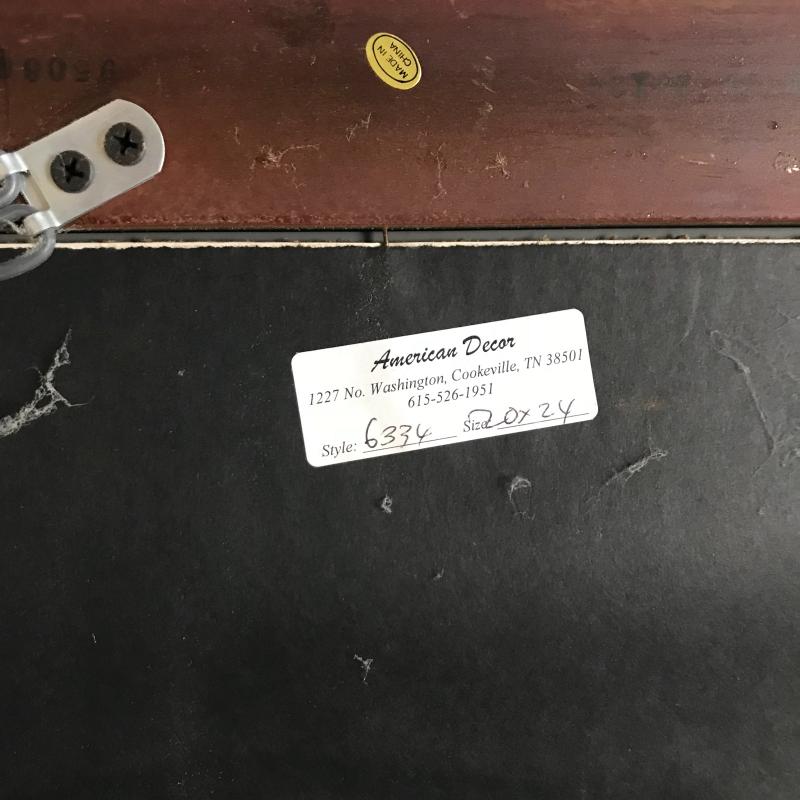 MADE IN
CHINA
American Decor
1227 No. Washington, Cookeville, TN 38501
615-526-1951
Style: 6334 Size 20x24